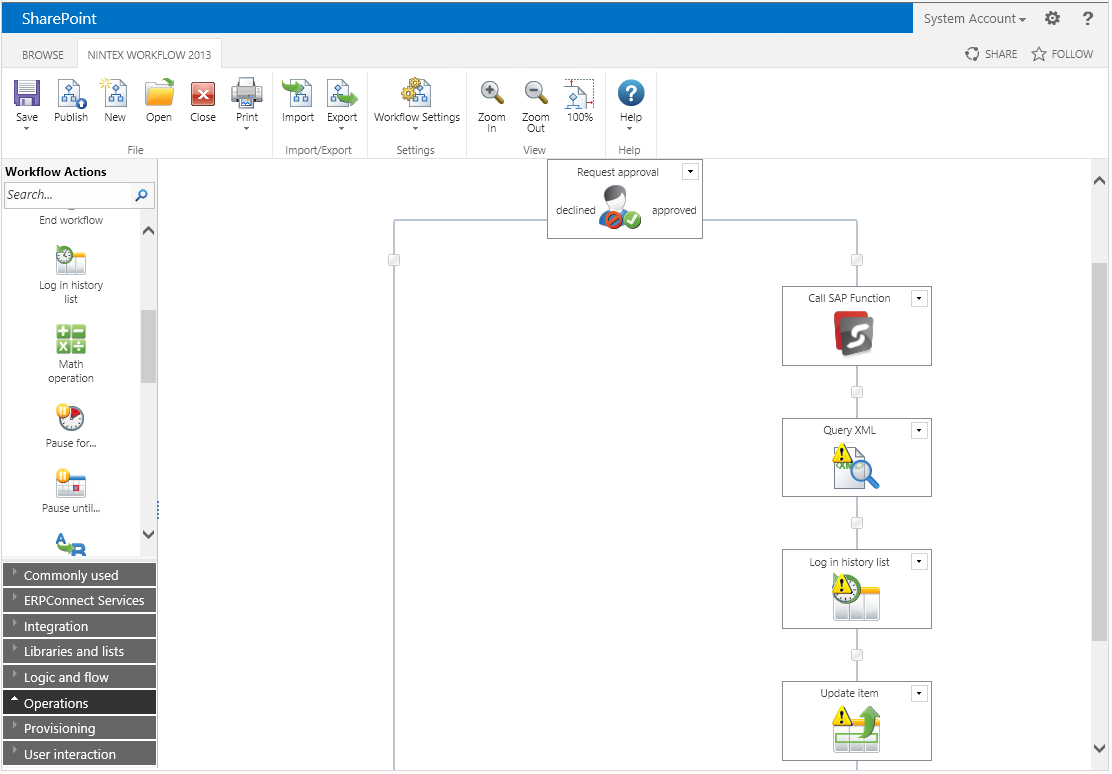 SharePoint
System Account
?
BROWSE
NINTEX WORKFLOW 2013
SHARE
FOLLOW
Save
Publish
New
Open
Close
Print
Import
Export
Workflow Settings
Zoom
In
Zoom
Out
100%
Help
File
Import/Export
Settings
View
Help
Workflow Actions
Search...
End workflow
Log in history
list
Math
operation
Pause for...
Pause until...
Commonly used
ERPConnect Services
Integration
Libraries and lists
Logic and flow
Operations
Provisioning
User interaction
Request approval
declined
approved
Call SAP Function
Query XML
Log in history list
Update item